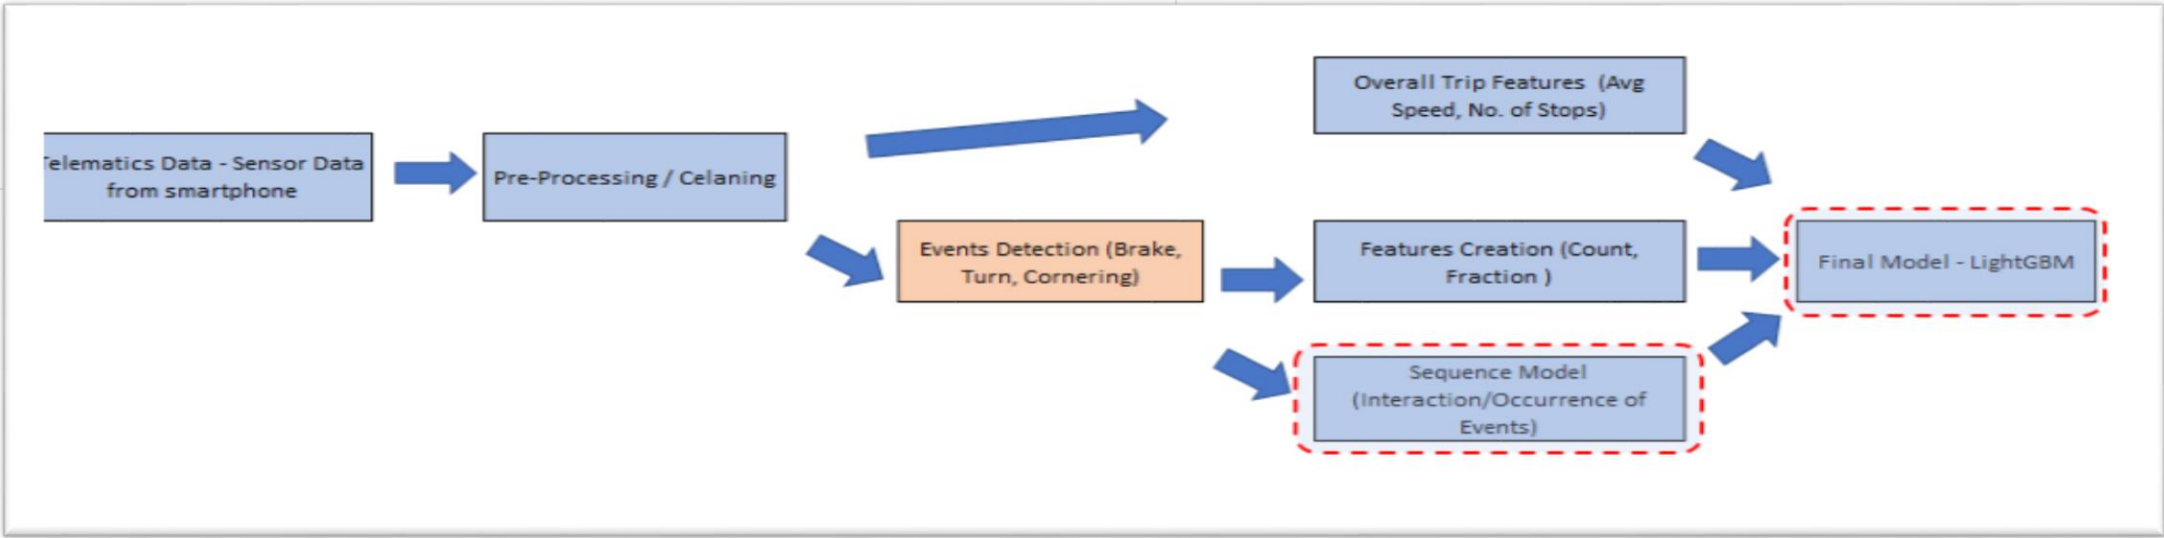 Telematics Data - Sensor Data
from smartphone
Pre-Processing / Celaning
Overall Trip Features (Avg
Speed, No. of Stops)
Events Detection (Brake,
Turn, Cornering)
Features Creation (Count,
Fraction )
Sequence Model
(Interaction/Occurrence of
Events)
Final Model - LightGBM